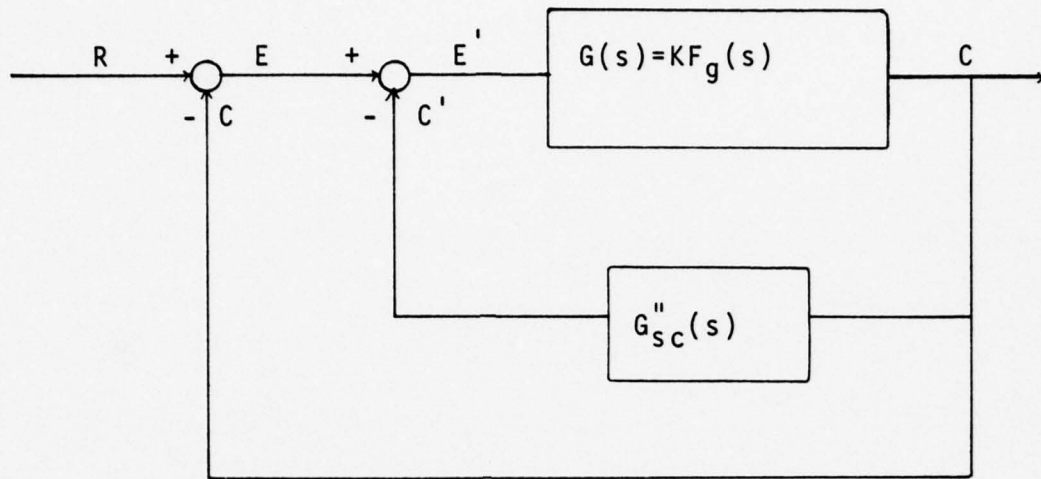 R + E + E' G(s)=KF_g(s) C
- C - C'
G''_sc(s)